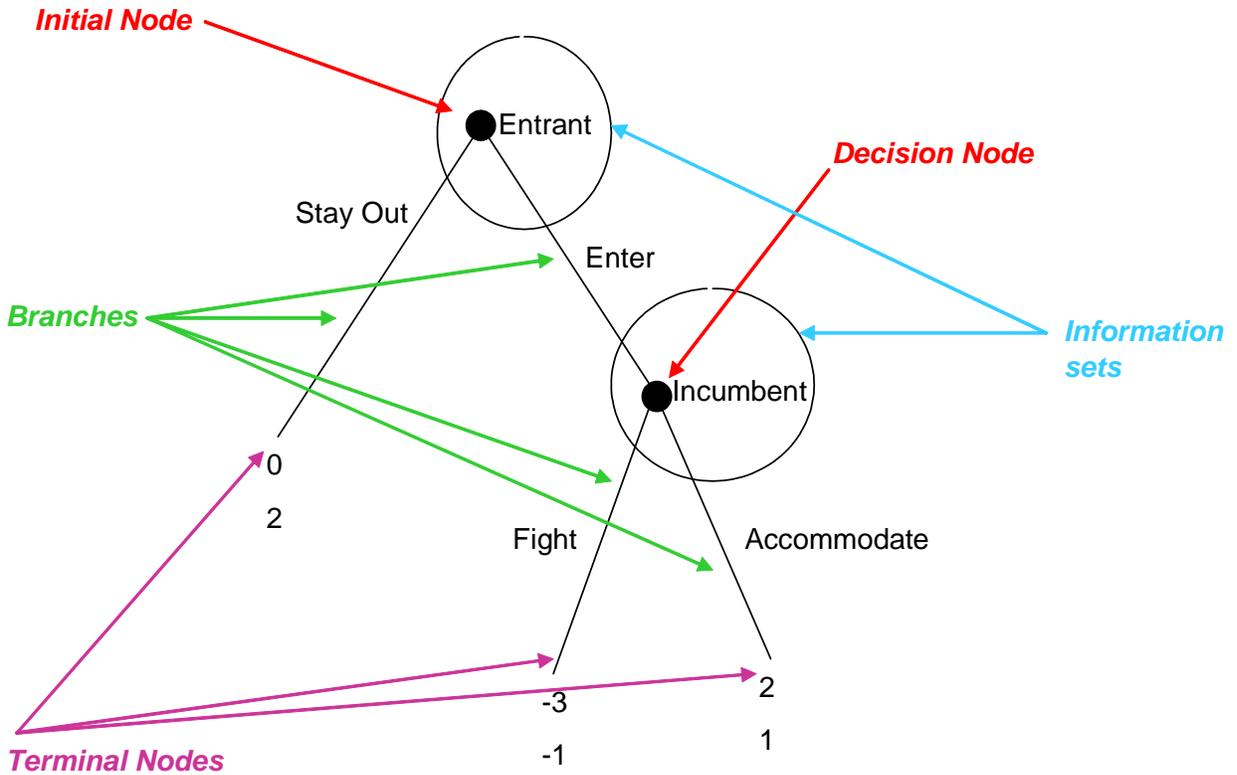 Initial Node
Entrant
Decision Node
Stay Out
Enter
Branches
Information
sets
Incumbent
0
2
Fight
Accommodate
-3
-1
2
1
Terminal Nodes